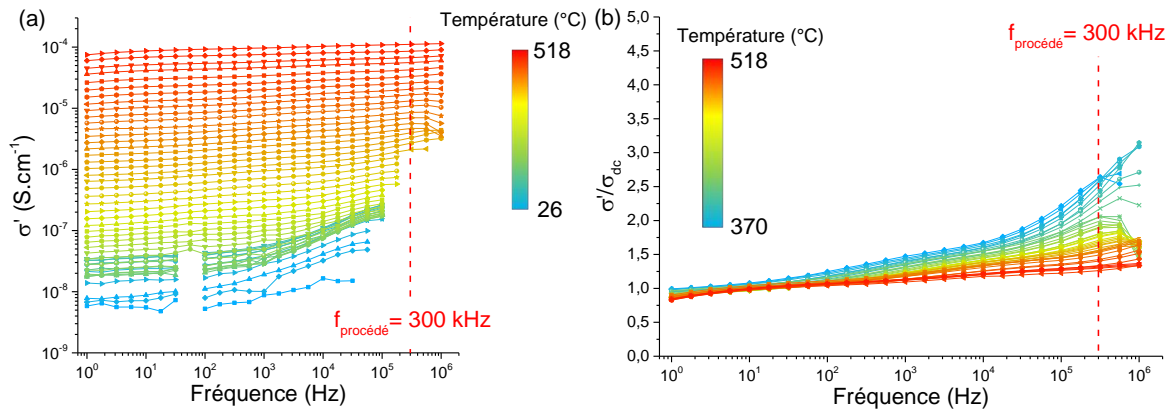 (a)
Température (°C)
518
26
σ' (S.cm⁻¹)
10⁻⁴
10⁻⁵
10⁻⁶
10⁻⁷
10⁻⁸
10⁻⁹
10⁰ 10¹ 10² 10³ 10⁴ 10⁵ 10⁶
Fréquence (Hz)
f_procédé = 300 kHz
(b)
Température (°C)
518
370
f_procédé = 300 kHz
σ'/σ_dc
5,0
4,5
4,0
3,5
3,0
2,5
2,0
1,5
1,0
0,5
0,0
10⁰ 10¹ 10² 10³ 10⁴ 10⁵ 10⁶
Fréquence (Hz)